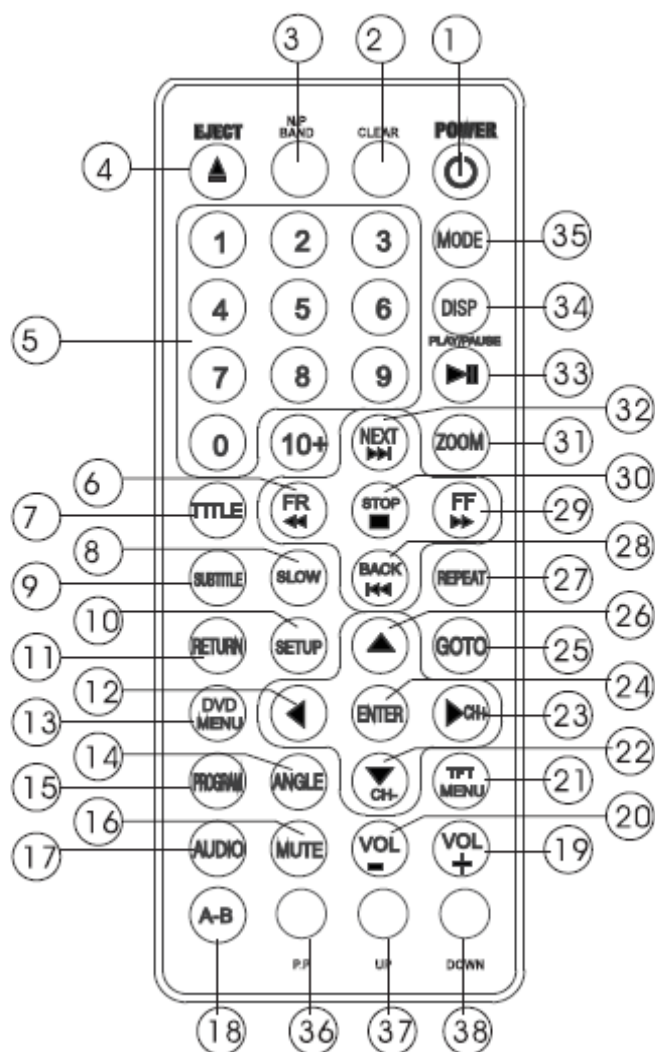 3 2 1
EJECT N/P BAND CLEAR POWER
4
1 2 3 MODE 35
4 5 6 DISP 34
5 PLAY/PAUSE
7 8 9 33
32
0 10+ NEXT ZOOM 31
6 30
7 TITLE FR STOP FF 29
8 28
9 SUBTITLE SLOW BACK REPEAT 27
10 26
11 RETURN SETUP GOTO 25
12 24
13 DVD MENU ENTER CH+ 23
14 22
15 PROGRAM ANGLE CH- TFT MENU 21
16 20
17 AUDIO MUTE VOL - VOL + 19
A-B
P.P UP DOWN
18 36 37 38